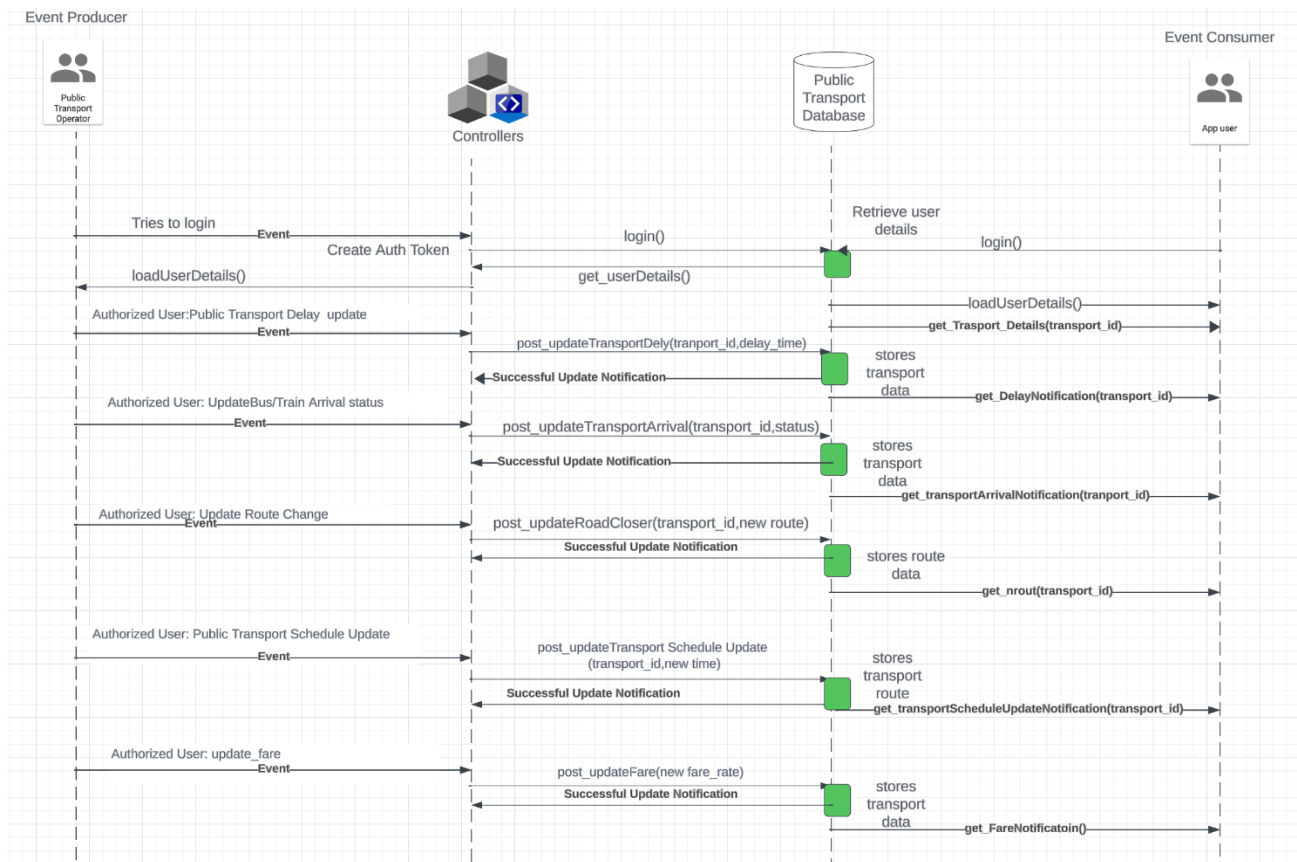 Event Producer
Event Consumer
Public
Transport
Operator
Controllers
Public
Transport
Database
App user
Tries to login
Event
Create Auth Token
login()
Retrieve user
details
login()
get_userDetails()
loadUserDetails()
loadUserDetails()
Authorized User:Public Transport Delay update
Event
get_Trasport_Details(transport_id)
post_updateTransportDely(tranport_id,delay_time)
stores
transport
data
Successful Update Notification
get_DelayNotification(transport_id)
Authorized User: UpdateBus/Train Arrival status
Event
post_updateTransportArrival(transport_id,status)
stores
transport
data
Successful Update Notification
get_transportArrivalNotification(tranport_id)
Authorized User: Update Route Change
Event
post_updateRoadCloser(transport_id,new route)
Successful Update Notification
stores route
data
get_nrout(transport_id)
Authorized User: Public Transport Schedule Update
Event
post_updateTransport Schedule Update
(transport_id,new time)
stores
transport
route
Successful Update Notification
get_transportScheduleUpdateNotification(transport_id)
Authorized User: update_fare
Event
post_updateFare(new fare_rate)
Successful Update Notification
stores
transport
data
get_FareNotificatoin()